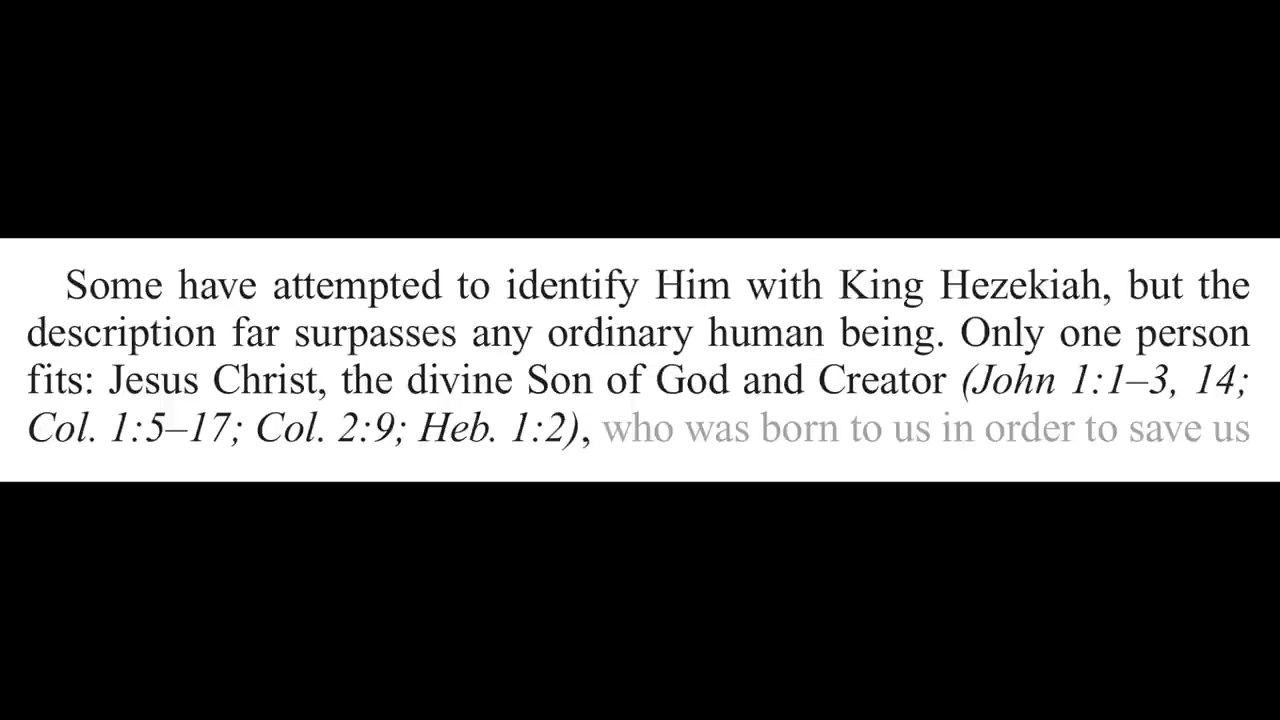 Some have attempted to identify Him with King Hezekiah, but the
description far surpasses any ordinary human being. Only one person
fits: Jesus Christ, the divine Son of God and Creator (John 1:1–3, 14;
Col. 1:5–17; Col. 2:9; Heb. 1:2), who was born to us in order to save us